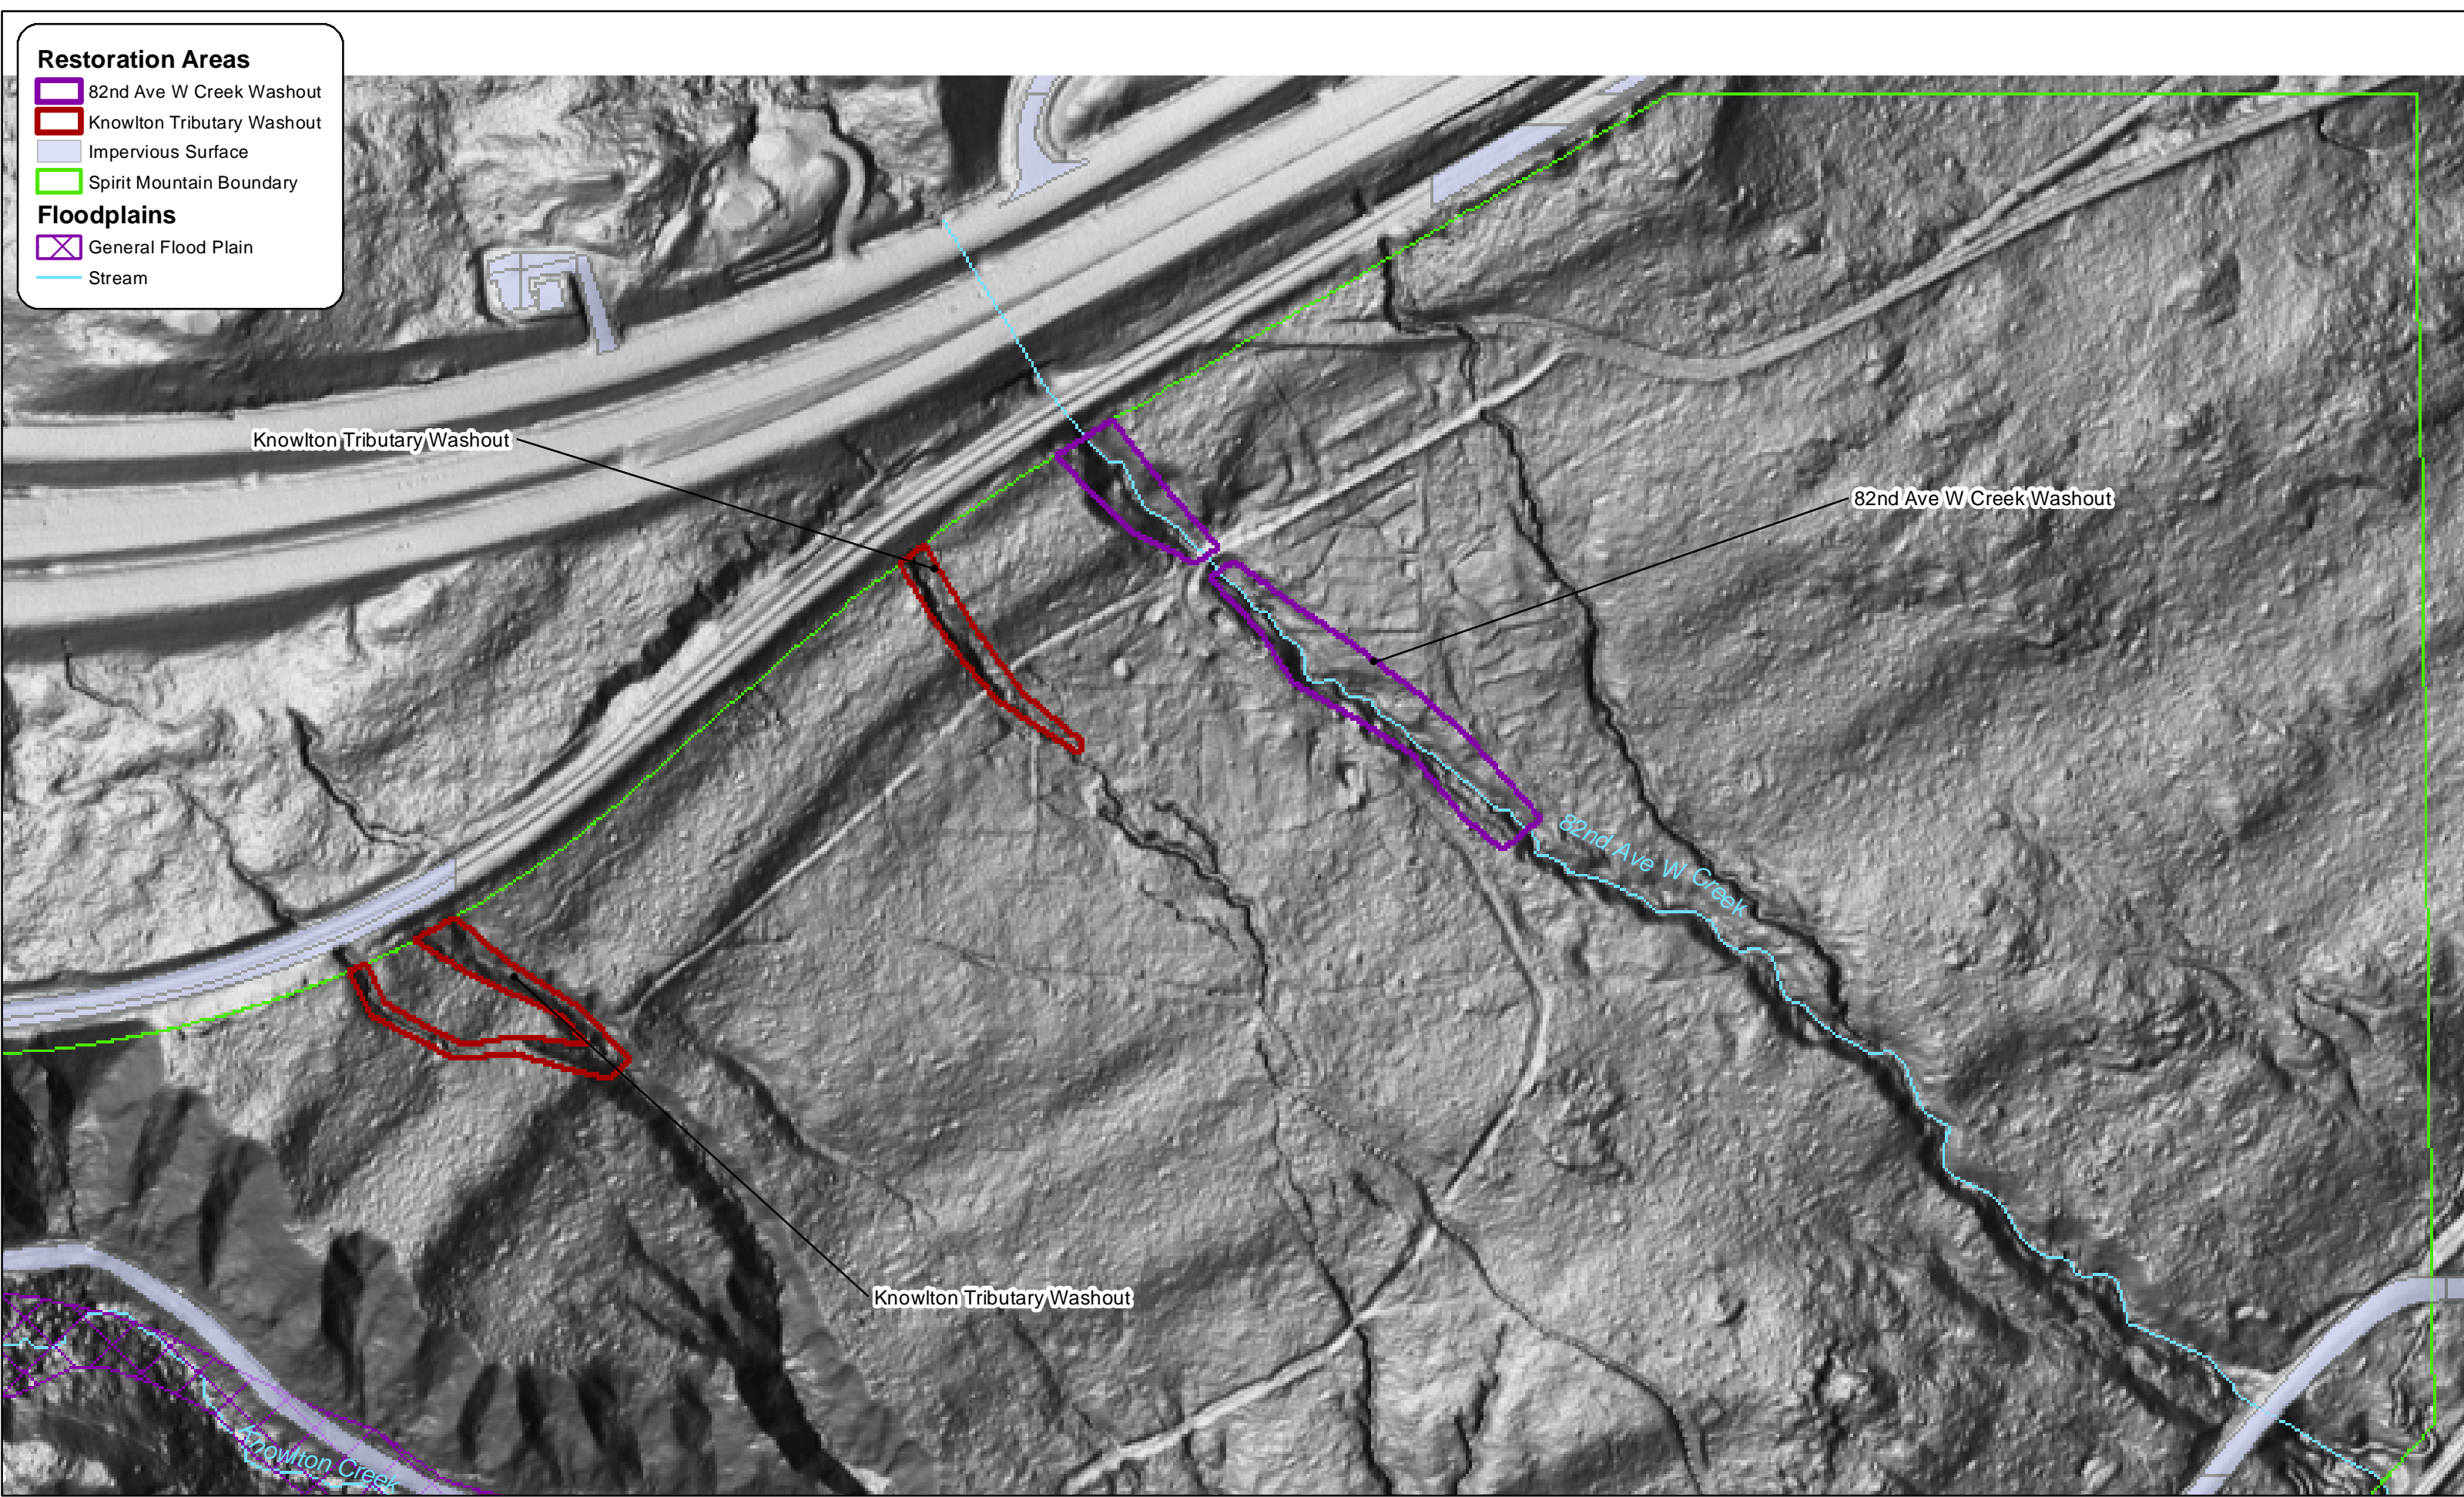 Restoration Areas
82nd Ave W Creek Washout
Knowlton Tributary Washout
Impervious Surface
Spirit Mountain Boundary
Floodplains
General Flood Plain
Stream
Knowlton Tributary Washout
82nd Ave W Creek Washout
82nd Ave W Creek
Knowlton Tributary Washout
Knowlton Creek